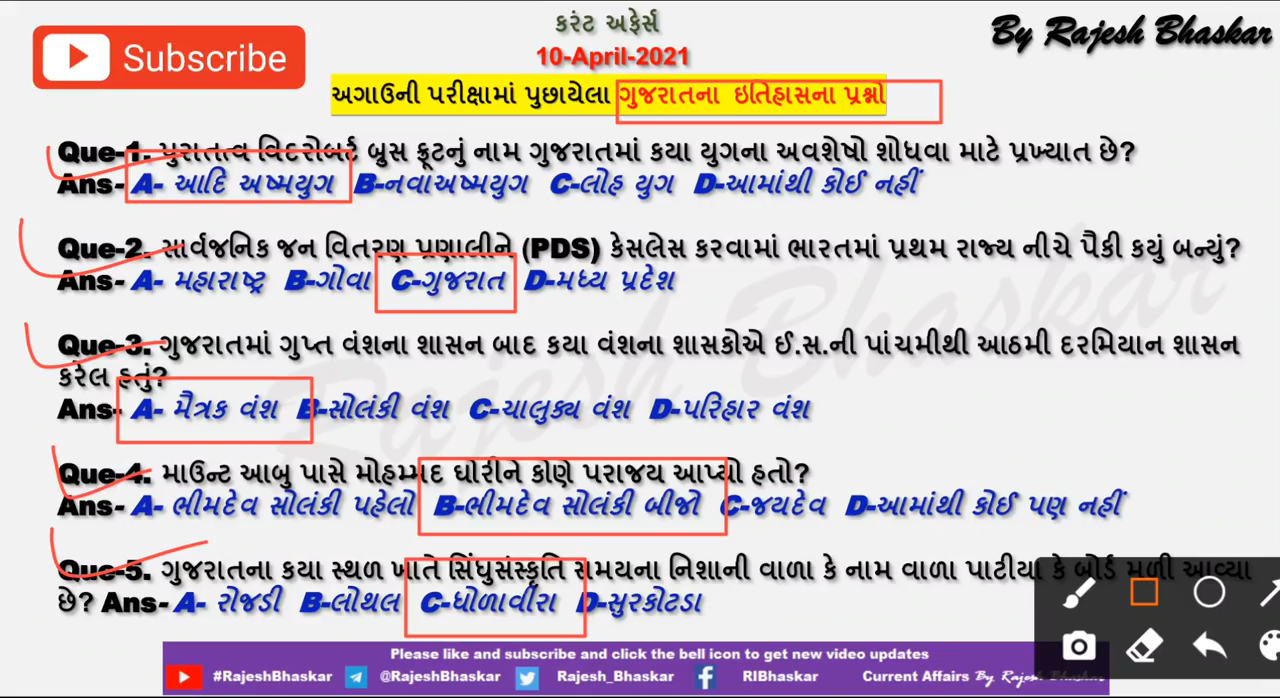 કરંટ અફેર્સ
By Rajesh Bhaskar
Subscribe
10-April-2021
અગાઉની પરીક્ષામાં પુછાયેલા ગુજરાતના ઇતિહાસના પ્રશ્નો
Que-1. પુરાતત્વ વિદરોબર્ટ બ્રુસ ફ્રૂટનું નામ ગુજરાતમાં કયા યુગના અવશેષો શોધવા માટે પ્રખ્યાત છે?
Ans- A- આદિ અષ્મયુગ B-નવાઅષ્મયુગ C-લોહ યુગ D-આમાંથી કોઈ નહીં
Que-2. સાર્વજનિક જન વિતરણ પ્રણાલીને (PDS) કેસલેસ કરવામાં ભારતમાં પ્રથમ રાજ્ય નીચે પૈકી કયું બન્યું?
Ans- A- મહારાષ્ટ્ર B-ગોવા C-ગુજરાત D-મધ્ય પ્રદેશ
Que-3. ગુજરાતમાં ગુપ્ત વંશના શાસન બાદ કયા વંશના શાસકોએ ઈ.સ.ની પાંચમીથી આઠમી દરમિયાન શાસન
કરેલ હતું?
Ans- A- મૈત્રક વંશ B-સોલંકી વંશ C-ચાલુક્ય વંશ D-પરિહાર વંશ
Que-4. માઉન્ટ આબુ પાસે મોહમ્મદ ઘોરીને કોણે પરાજય આપ્યો હતો?
Ans- A- ભીમદેવ સોલંકી પહેલો B-ભીમદેવ સોલંકી બીજો C-જયદેવ D-આમાંથી કોઈ પણ નહીં
Que-5. ગુજરાતના કયા સ્થળ ખાતે સિંધુસંસ્કૃતિ સમયના નિશાની વાળા કે નામ વાળા પાટીયા કે બોર્ડ મળી આવ્યા
છે? Ans- A- રોજડી B-લોથલ C-ધોળાવીરા D-સુરકોટડા
Rajesh Bhaskar
Please like and subscribe and click the bell icon to get new video updates
#RajeshBhaskar @RajeshBhaskar Rajesh_Bhaskar RIBhaskar Current Affairs By Rajesh